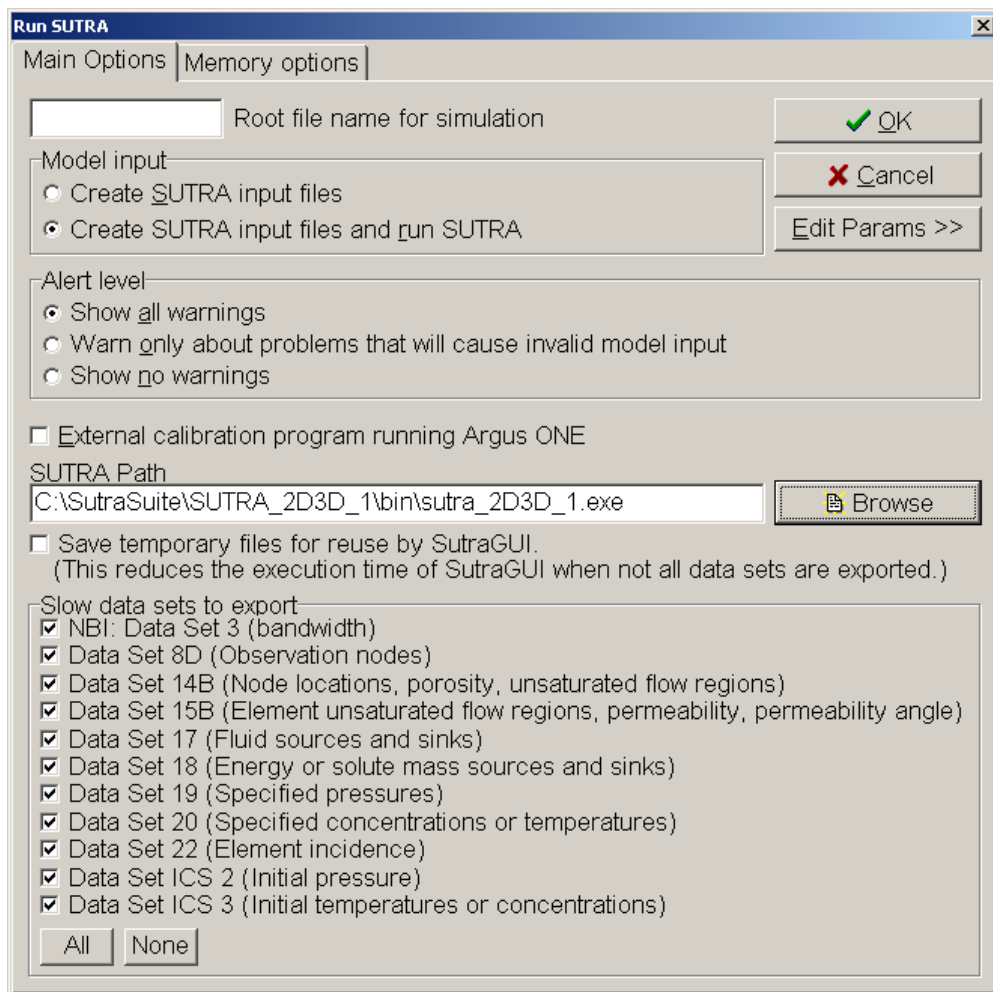 Run SUTRA
Main Options
Memory options
Root file name for simulation
OK
Model input
Create SUTRA input files
Create SUTRA input files and run SUTRA
Cancel
Edit Params >>
Alert level
Show all warnings
Warn only about problems that will cause invalid model input
Show no warnings
External calibration program running Argus ONE
SUTRA Path
C:\SutraSuite\SUTRA_2D3D_1\bin\sutra_2D3D_1.exe
Browse
Save temporary files for reuse by SutraGUI.
(This reduces the execution time of SutraGUI when not all data sets are exported.)
Slow data sets to export
NBI: Data Set 3 (bandwidth)
Data Set 8D (Observation nodes)
Data Set 14B (Node locations, porosity, unsaturated flow regions)
Data Set 15B (Element unsaturated flow regions, permeability, permeability angle)
Data Set 17 (Fluid sources and sinks)
Data Set 18 (Energy or solute mass sources and sinks)
Data Set 19 (Specified pressures)
Data Set 20 (Specified concentrations or temperatures)
Data Set 22 (Element incidence)
Data Set ICS 2 (Initial pressure)
Data Set ICS 3 (Initial temperatures or concentrations)
All
None